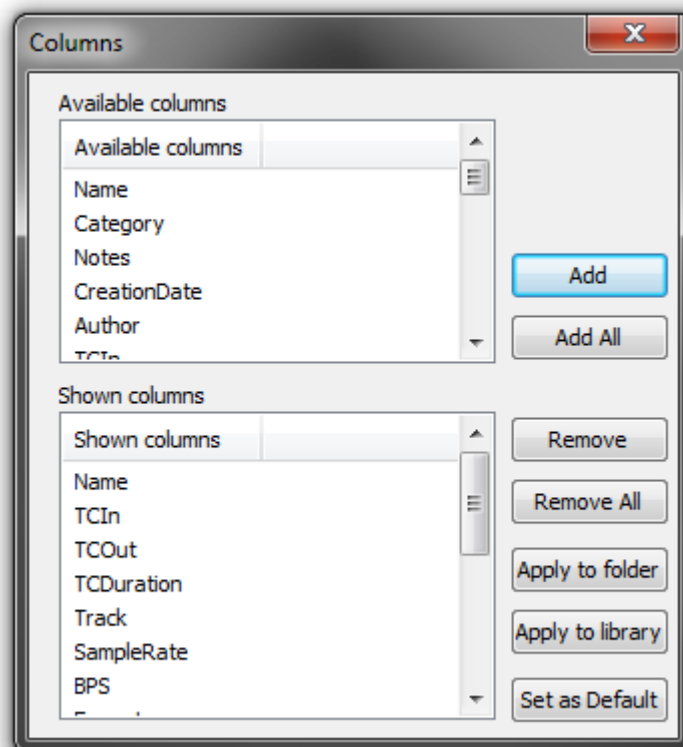 Columns
Available columns
Available columns
Name
Category
Notes
CreationDate
Author
TCIn
Add
Add All
Shown columns
Shown columns
Name
TCIn
TCOut
TCDuration
Track
SampleRate
BPS
Remove
Remove All
Apply to folder
Apply to library
Set as Default